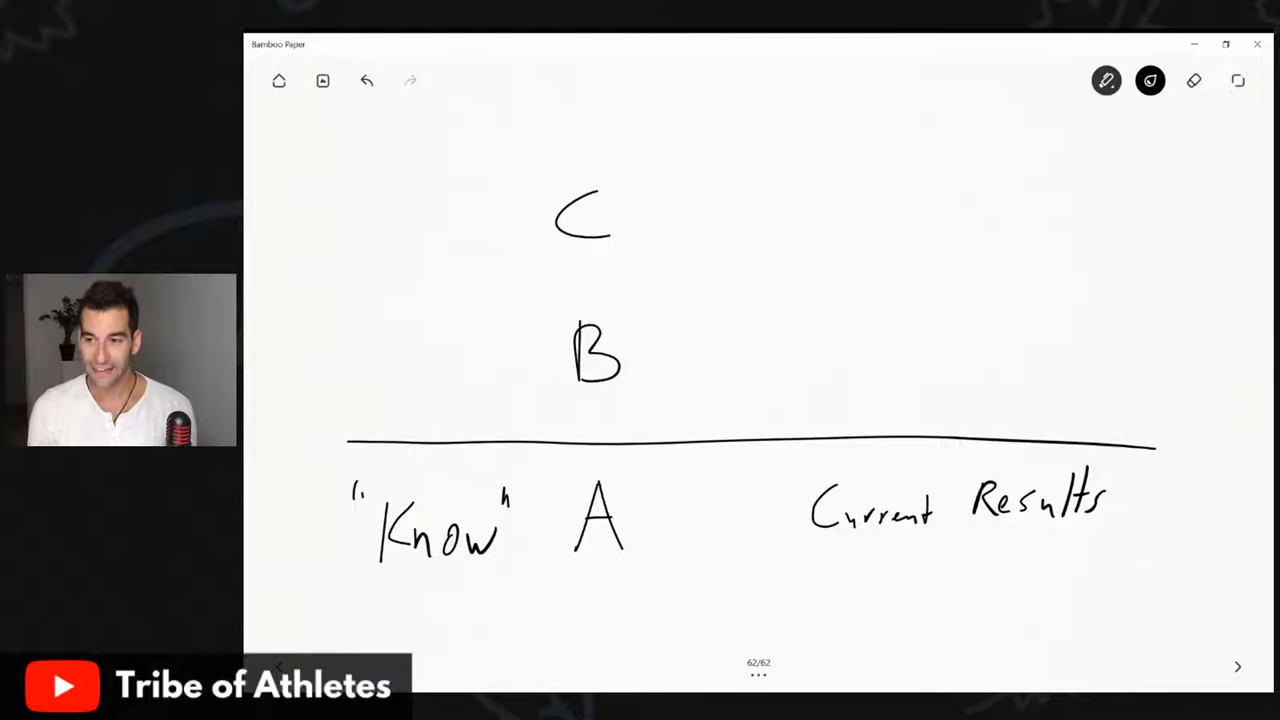 Bamboo Paper
C
B
"Know" A Current Results
62/62
Tribe of Athletes